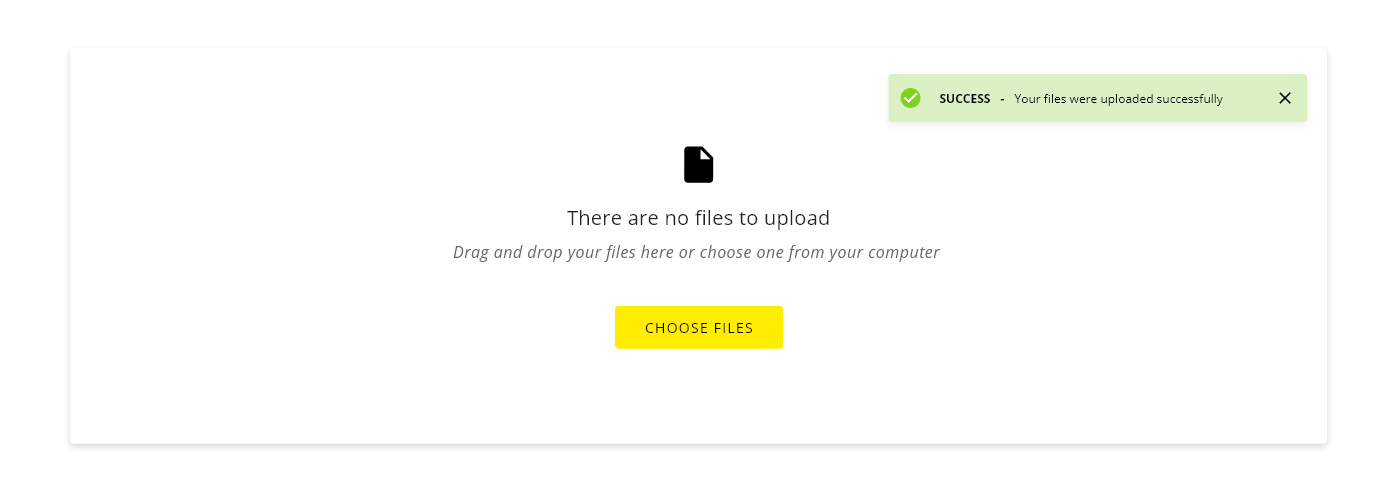 SUCCESS - Your files were uploaded successfully
There are no files to upload
Drag and drop your files here or choose one from your computer
CHOOSE FILES